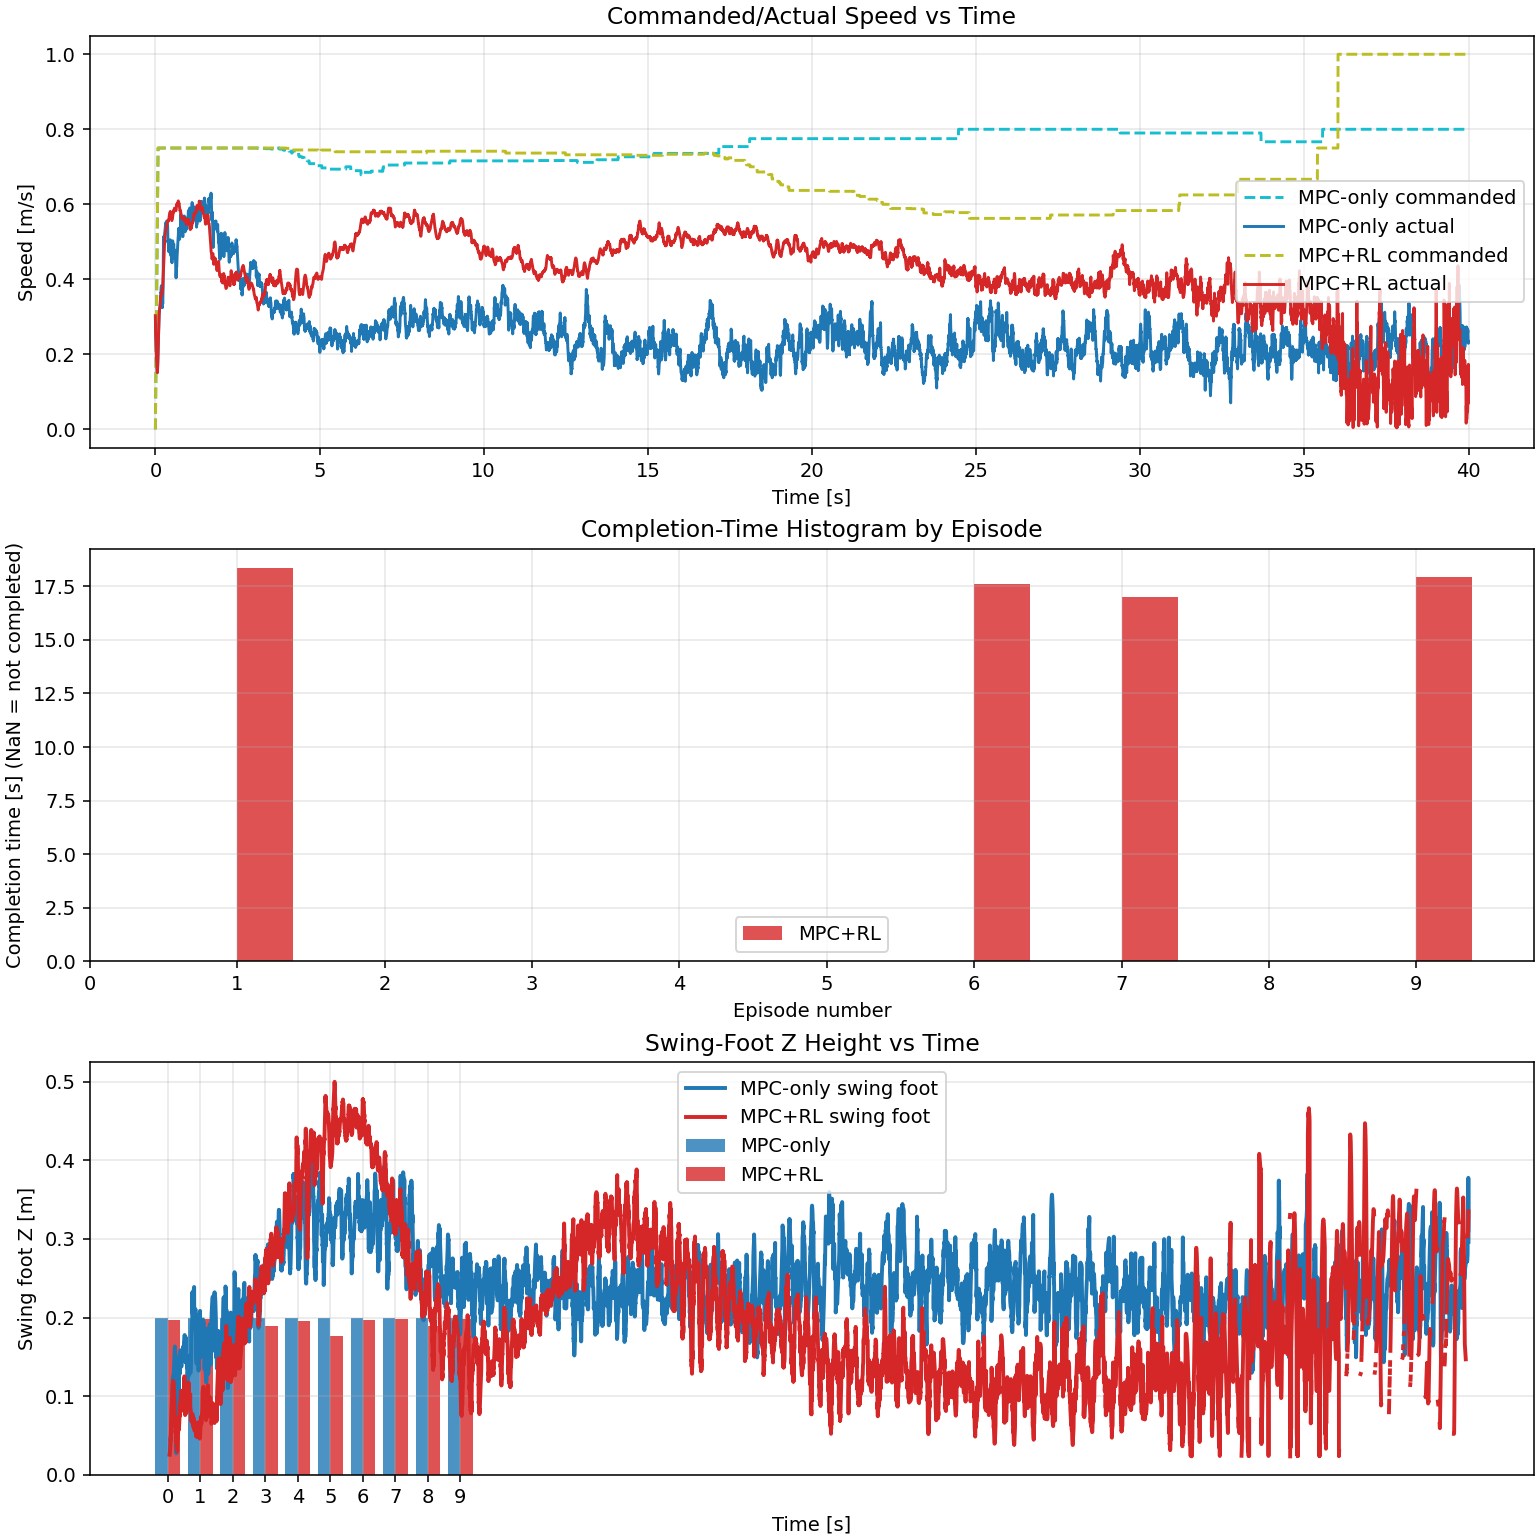 Commanded/Actual Speed vs Time
Speed [m/s]
1.0
0.8
0.6
0.4
0.2
0.0
MPC-only commanded
MPC-only actual
MPC+RL commanded
MPC+RL actual
0 5 10 15 20 25 30 35 40
Time [s]
Completion-Time Histogram by Episode
Completion time [s] (NaN = not completed)
17.5
15.0
12.5
10.0
7.5
5.0
2.5
0.0
MPC+RL
0 1 2 3 4 5 6 7 8 9
Episode number
Swing-Foot Z Height vs Time
Swing foot Z [m]
0.5
0.4
0.3
0.2
0.1
0.0
MPC-only swing foot
MPC+RL swing foot
MPC-only
MPC+RL
0 1 2 3 4 5 6 7 8 9
Time [s]